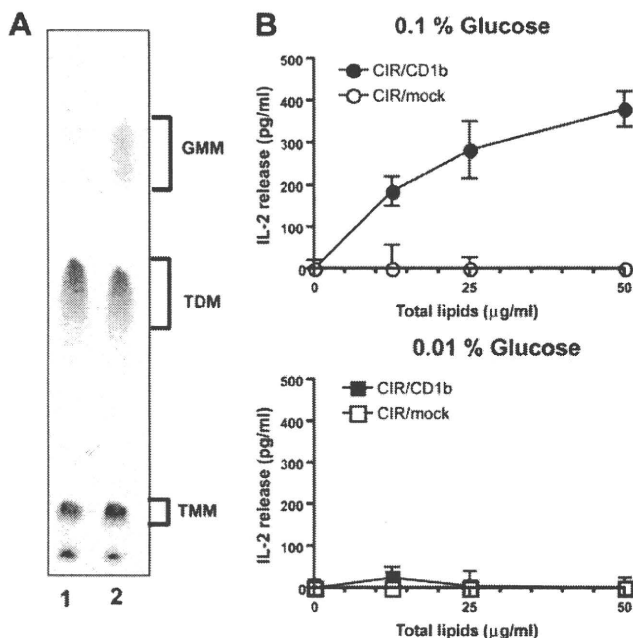 A
GMM
TDM
TMM
1 2
B
0.1 % Glucose
CIR/CD1b
CIR/mock
500
400
300
200
100
0
IL-2 release (pg/ml)
0 25 50
Total lipids (μg/ml)
0.01 % Glucose
CIR/CD1b
CIR/mock
500
400
300
200
100
0
IL-2 release (pg/ml)
0 25 50
Total lipids (μg/ml)